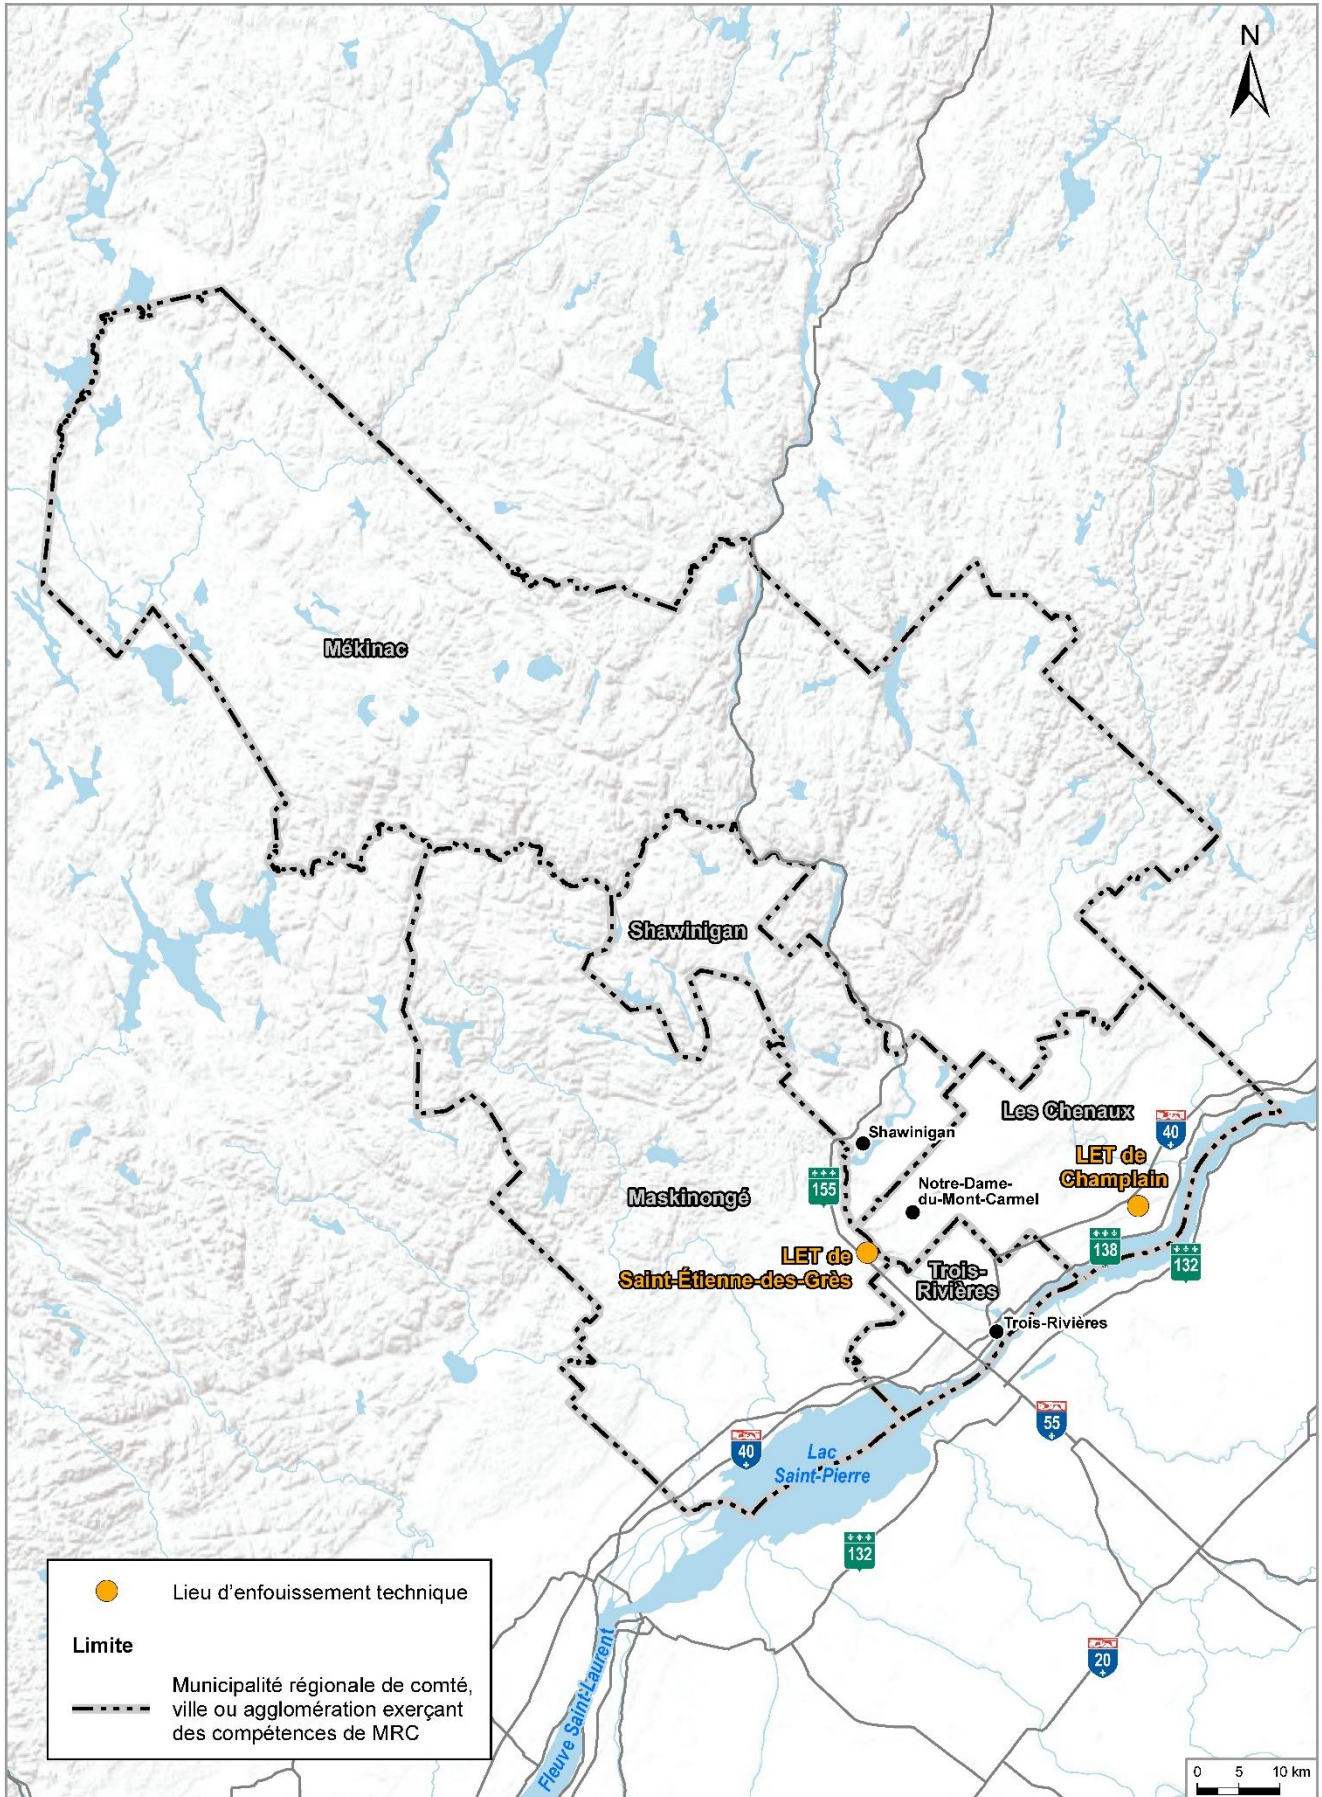 N
Mékinac
Shawinigan
Les Chenaux
40
Shawinigan
LET de
Champlain
155
Notre-Dame-
du-Mont-Carmel
Maskinongé
138
132
LET de
Saint-Étienne-des-Grès
Trois-
Rivières
Trois-Rivières
55
40
Lac
Saint-Pierre
132
20
Fleuve Saint-Laurent
Lieu d'enfouissement technique
Limite
Municipalité régionale de comté,
ville ou agglomération exerçant
des compétences de MRC
0 5 10 km